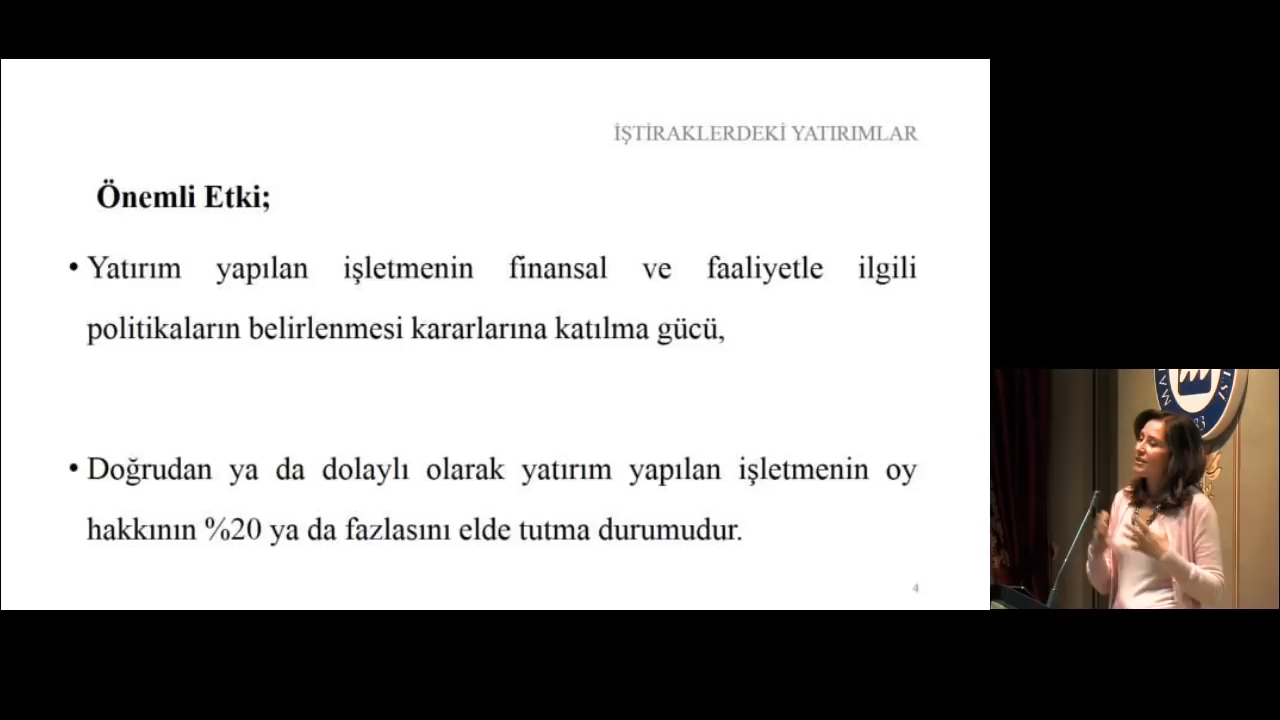 İŞTİRAKLERDEKİ YATIRIMLAR
Önemli Etki;
• Yatırım yapılan işletmenin finansal ve faaliyetle ilgili
politikaların belirlenmesi kararlarına katılma gücü,
• Doğrudan ya da dolaylı olarak yatırım yapılan işletmenin oy
hakkının %20 ya da fazlasını elde tutma durumudur.
4